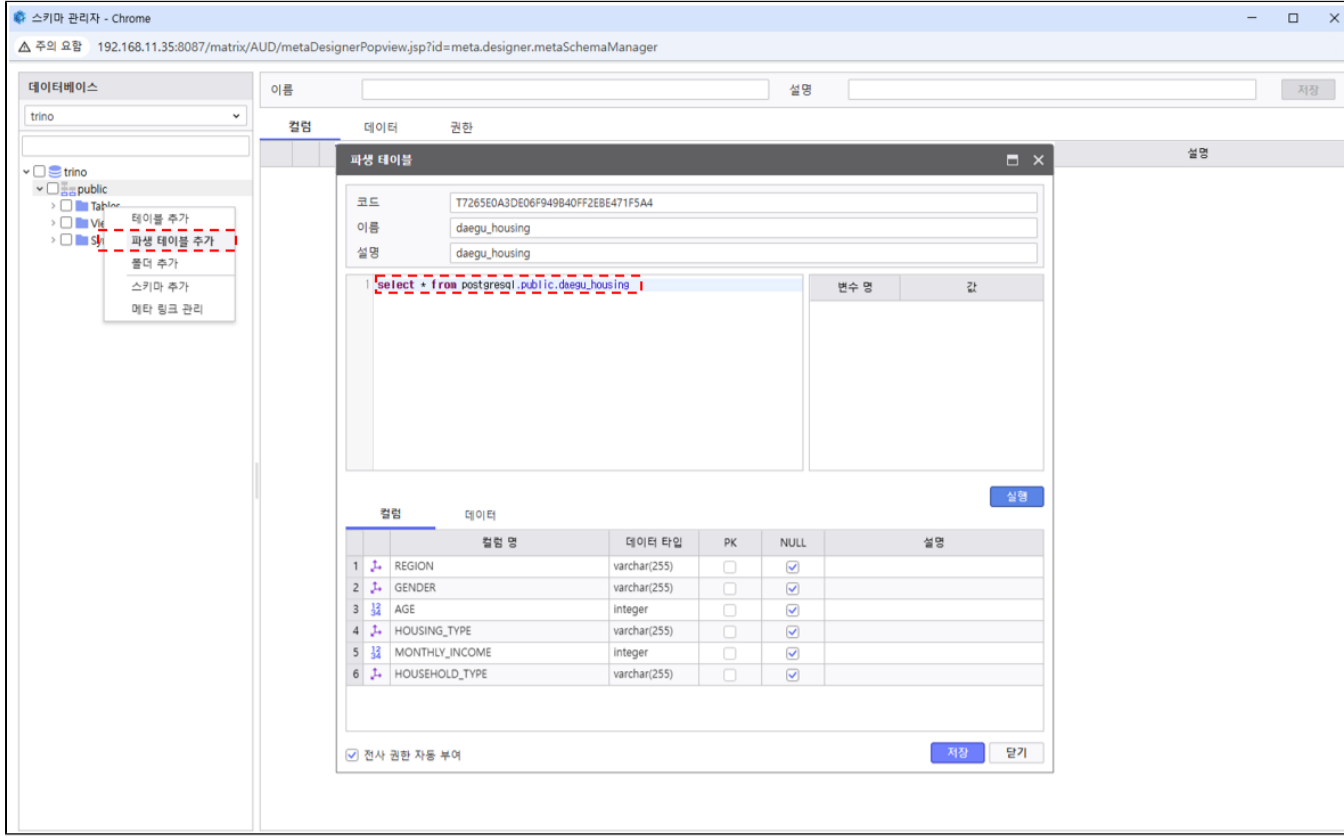 스키마 관리자 - Chrome
주의 요함 192.168.11.35:8087/matrix/AUD/metaDesignerPopview.jsp?id=meta.designer.metaSchemaManager
데이터베이스
이름 설명 저장
trino
컬럼 데이터 권한
설명
trino
public
Tables
Vie
Sy
테이블 추가
파생 테이블 추가
폴더 추가
스키마 추가
메타 링크 관리
파생 테이블
코드 T7265E0A3DE06F949B40FF2EBE471F5A4
이름 daegu_housing
설명 daegu_housing
1 select * from postgresql.public.daegu_housing
변수 명 값
실행
컬럼 데이터
컬럼 명 데이터 타입 PK NULL 설명
1 REGION varchar(255)
2 GENDER varchar(255)
3 AGE integer
4 HOUSING_TYPE varchar(255)
5 MONTHLY_INCOME integer
6 HOUSEHOLD_TYPE varchar(255)
전사 권한 자동 부여 저장 닫기